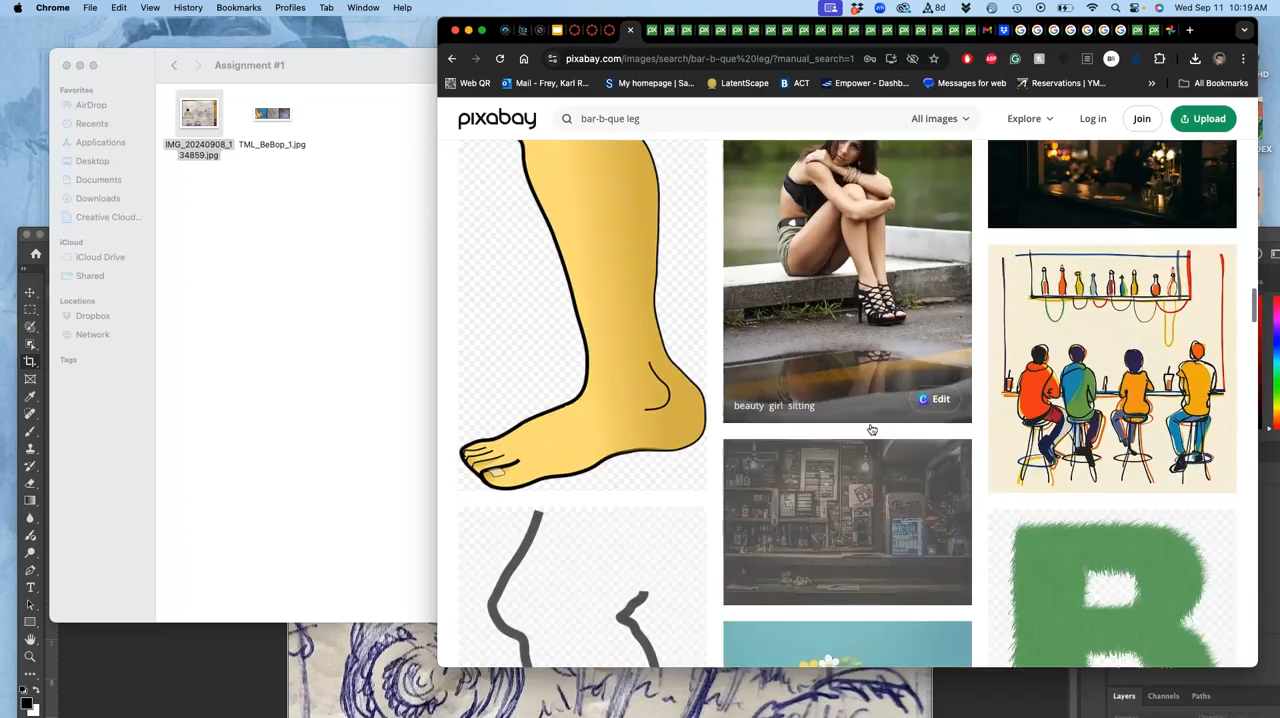 Chrome File Edit View History Bookmarks Profiles Tab Window Help
8d
Wed Sep 11 10:19 AM
Assignment #1
Favorites
AirDrop
Recents
Applications
Desktop
Documents
Downloads
Creative Cloud...
iCloud
iCloud Drive
Shared
Locations
Dropbox
Network
Tags
IMG_20240908_1
34859.jpg
TML_BeBop_1.jpg
pixabay.com/images/search/bar-b-que%20leg/?manual_search=1
Web QR
Mail - Frey, Karl R...
My homepage | Sa...
LatentScape
ACT
Empower - Dashb...
Messages for web
Reservations | YM...
All Bookmarks
pixabay
bar-b-que leg
All images
Explore
Log in
Join
Upload
beauty girl sitting
Edit
R
Layers Channels Paths